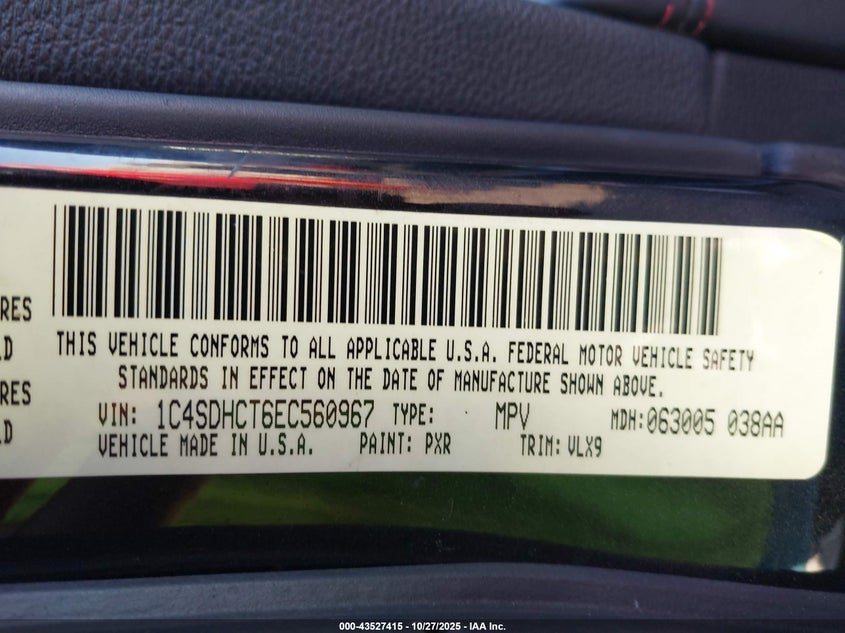 RES
LD
RES
LD
THIS VEHICLE CONFORMS TO ALL APPLICABLE U.S.A. FEDERAL MOTOR VEHICLE SAFETY
STANDARDS IN EFFECT ON THE DATE OF MANUFACTURE SHOWN ABOVE.
VIN: 1C4SDHCT6EC560967 TYPE: MPV MDH:063005 038AA
VEHICLE MADE IN U.S.A. PAINT: PXR TRIM: VLX9
000-43527415 - 10/27/2025 - IAA Inc.